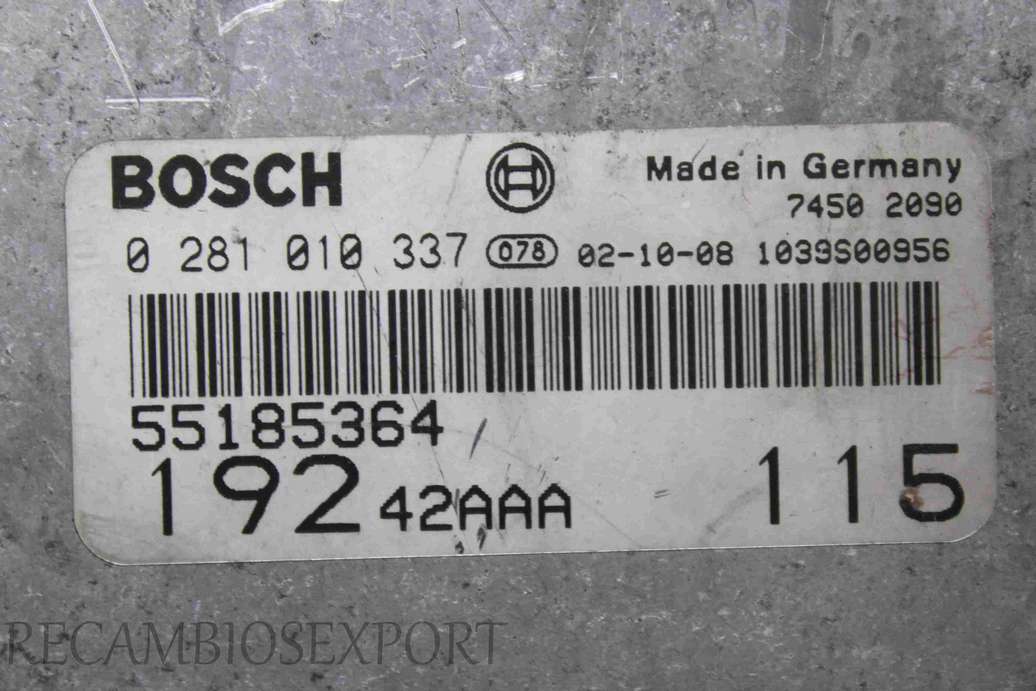 BOSCH Made in Germany
7450 2090
0 281 010 337 078 02-10-08 1039S00956
55185364
192 42AAA 115
RECAMBIOSEXPORT